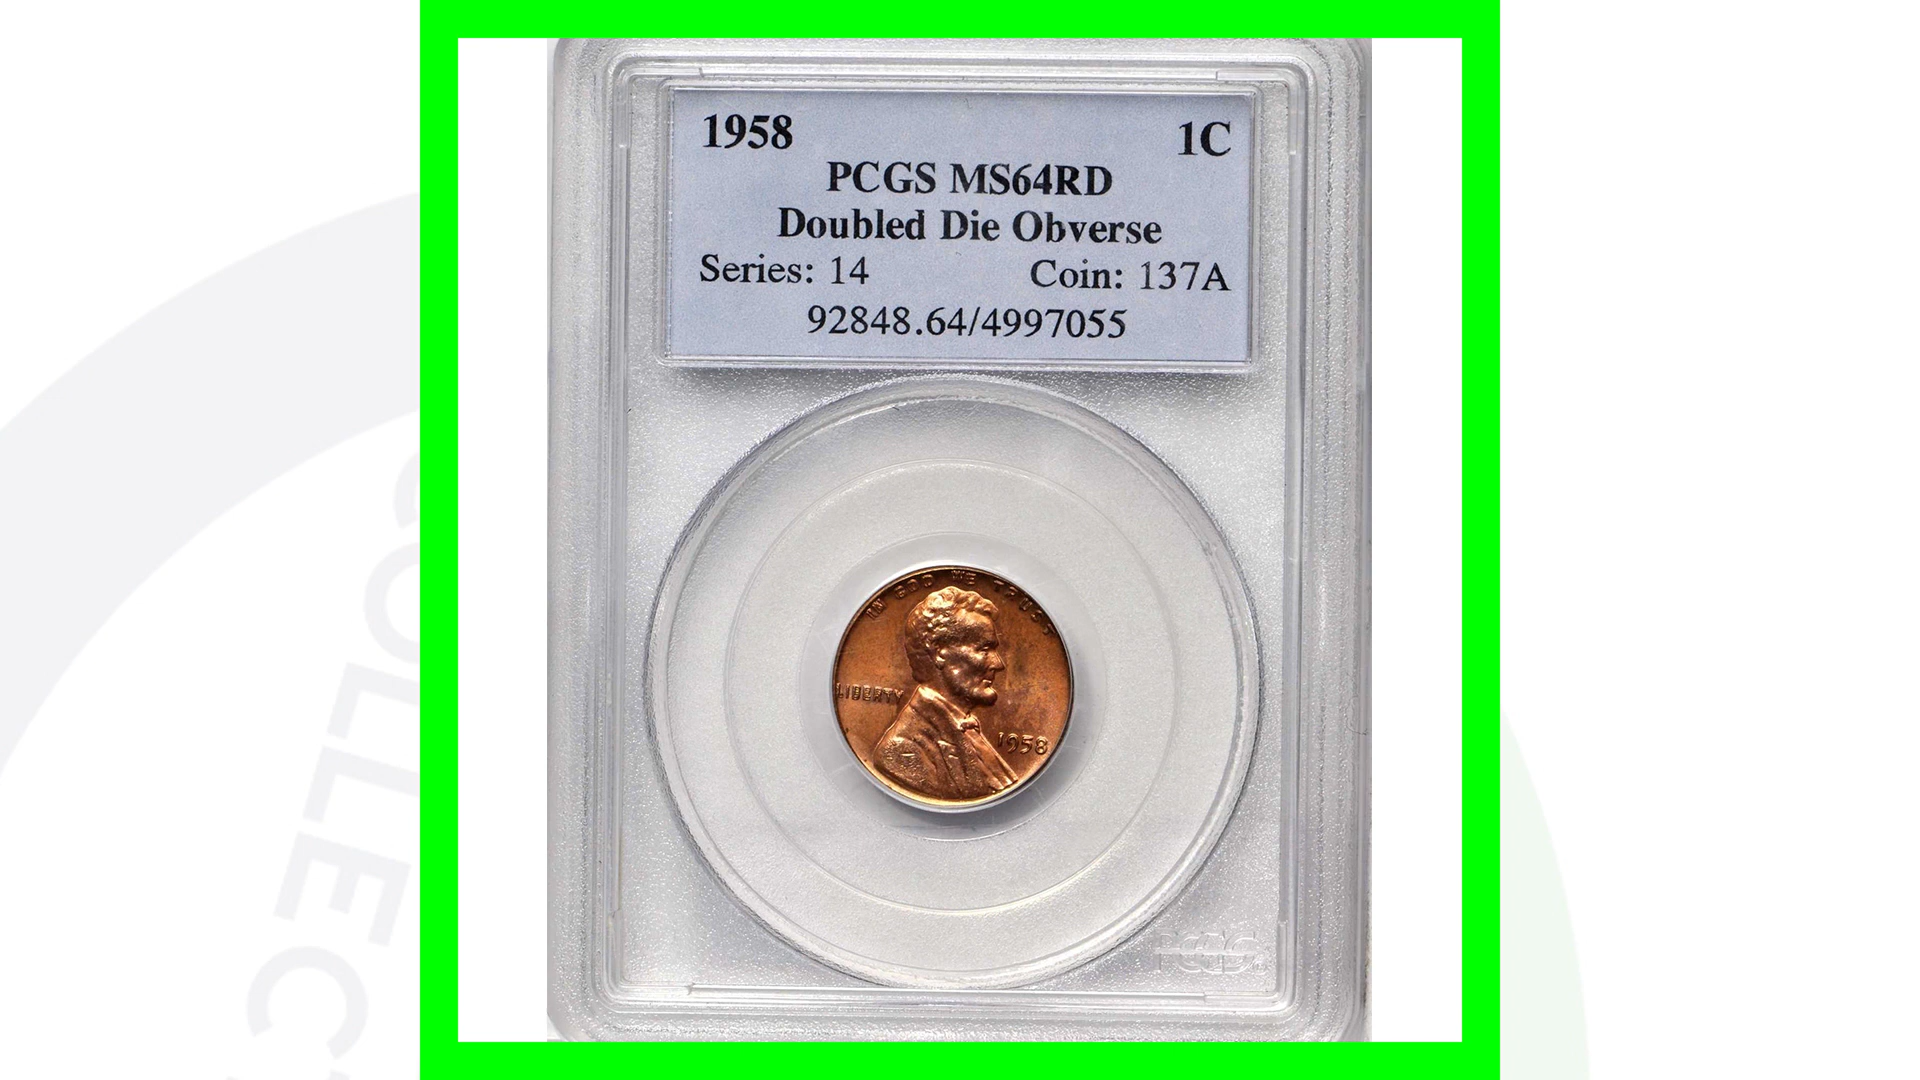 1958 1C
PCGS MS64RD
Doubled Die Obverse
Series: 14 Coin: 137A
92848.64/4997055
IN GOD WE TRUST
LIBERTY
1958
PCGS
COLLECT